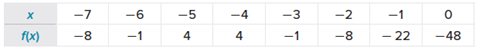 x −7 −6 −5 −4 −3 −2 −1 0
f(x) −8 −1 4 4 −1 −8 − 22 −48